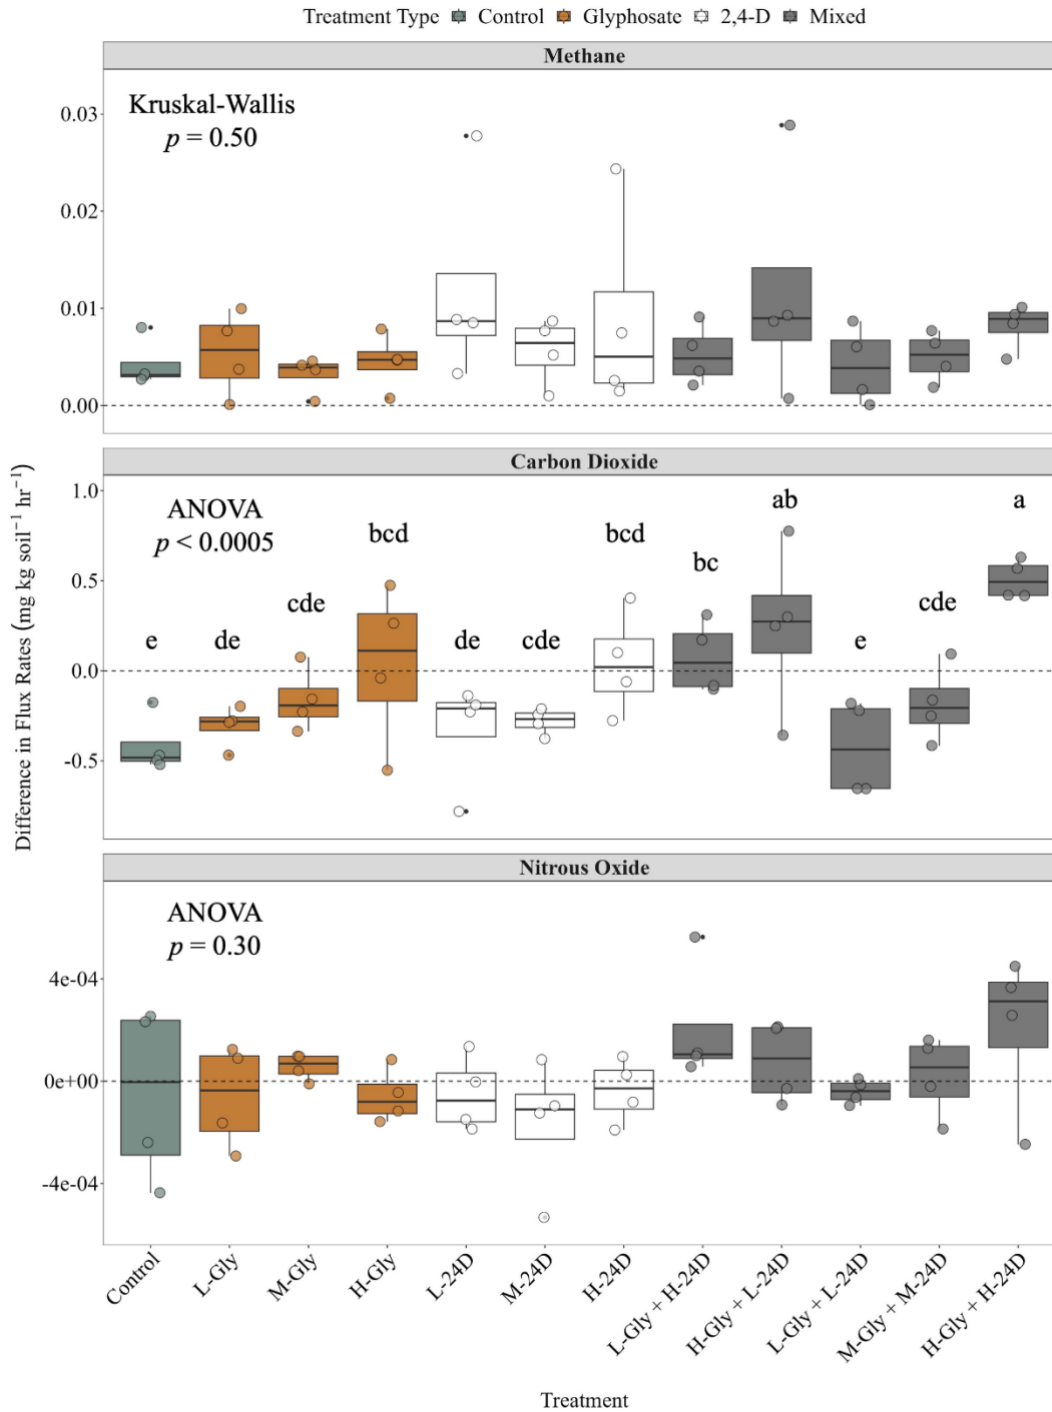 Treatment Type Control Glyphosate 2,4-D Mixed
Methane
Kruskal-Wallis
p = 0.50
0.03
0.02
0.01
0.00
Carbon Dioxide
ANOVA
p < 0.0005
1.0
0.5
0.0
-0.5
e
de
cde
bcd
de
cde
bcd
bc
ab
e
cde
a
Difference in Flux Rates (mg kg soil⁻¹ hr⁻¹)
Nitrous Oxide
ANOVA
p = 0.30
4e-04
0e+00
-4e-04
Control
L-Gly
M-Gly
H-Gly
L-24D
M-24D
H-24D
L-Gly + H-24D
H-Gly + L-24D
L-Gly + L-24D
M-Gly + M-24D
H-Gly + H-24D
Treatment